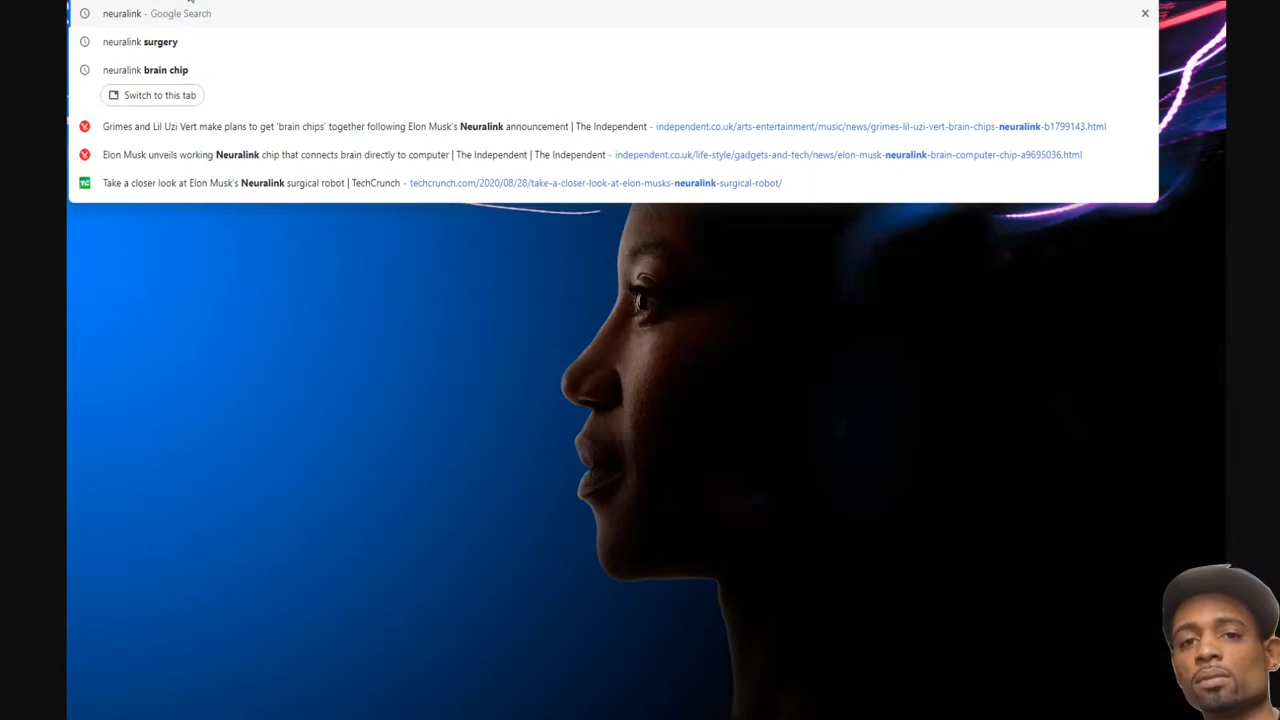 neuralink - Google Search
neuralink surgery
neuralink brain chip
Switch to this tab
Grimes and Lil Uzi Vert make plans to get 'brain chips' together following Elon Musk's Neuralink announcement | The Independent - independent.co.uk/arts-entertainment/music/news/grimes-lil-uzi-vert-brain-chips-neuralink-b1799143.html
Elon Musk unveils working Neuralink chip that connects brain directly to computer | The Independent | The Independent - independent.co.uk/life-style/gadgets-and-tech/news/elon-musk-neuralink-brain-computer-chip-a9695036.html
Take a closer look at Elon Musk's Neuralink surgical robot | TechCrunch - techcrunch.com/2020/08/28/take-a-closer-look-at-elon-musks-neuralink-surgical-robot/